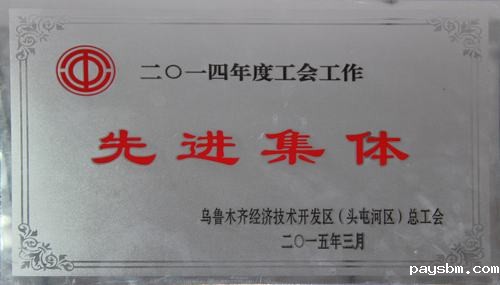 二〇一四年度工会工作
先进集体
乌鲁木齐经济技术开发区（头屯河区）总工会
二〇一五年三月
paysbm.com